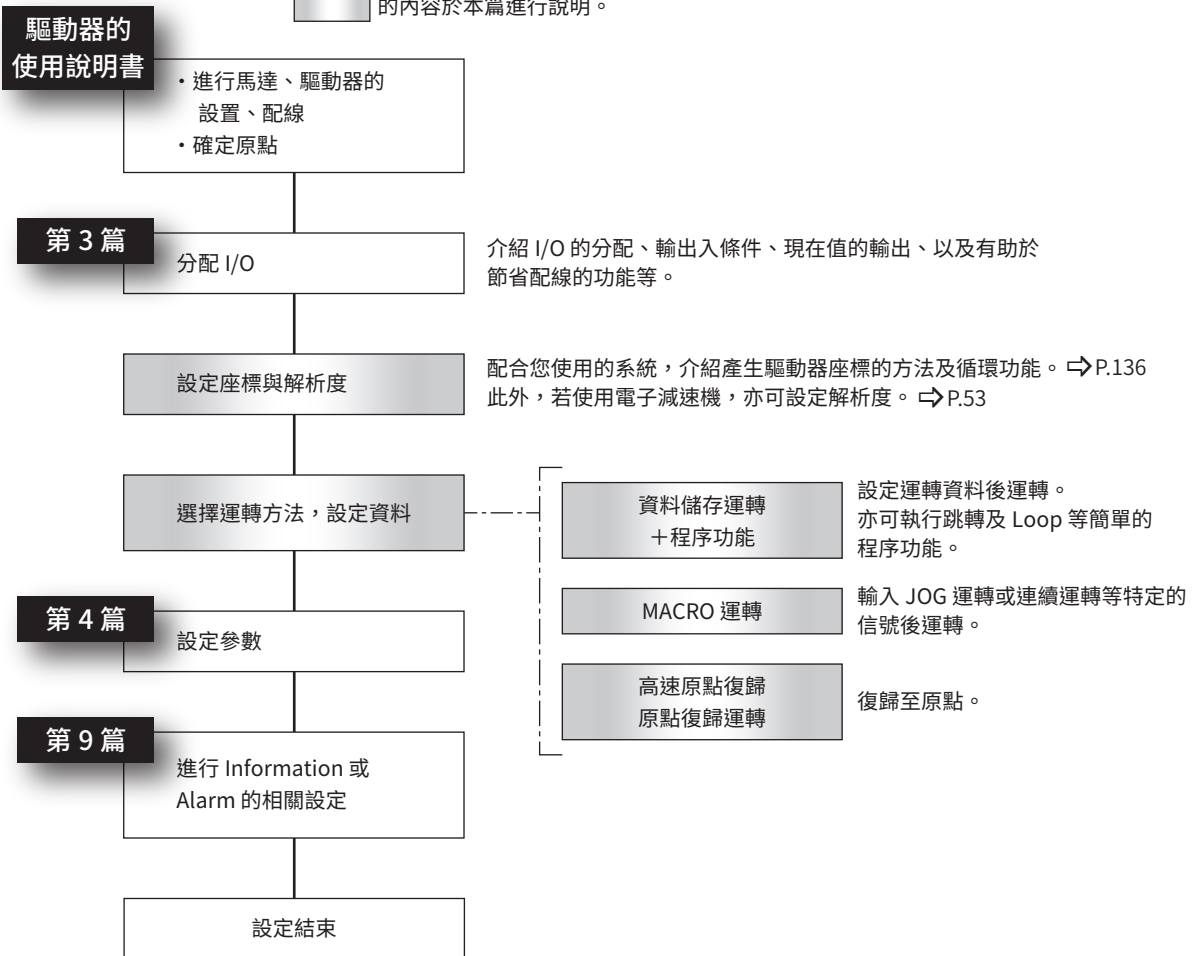 的內容於本篇進行說明。
驅動器的
使用說明書
・進行馬達、驅動器的
設置、配線
・確定原點
第 3 篇
分配 I/O
介紹 I/O 的分配、輸出入條件、現在值的輸出、以及有助於
節省配線的功能等。
設定座標與解析度
配合您使用的系統，介紹產生驅動器座標的方法及循環功能。➪P.136
此外，若使用電子減速機，亦可設定解析度。➪P.53
選擇運轉方法，設定資料
資料儲存運轉
＋程序功能
設定運轉資料後運轉。
亦可執行跳轉及 Loop 等簡單的
程序功能。
MACRO 運轉
輸入 JOG 運轉或連續運轉等特定的
信號後運轉。
高速原點復歸
原點復歸運轉
復歸至原點。
第 4 篇
設定參數
第 9 篇
進行 Information 或
Alarm 的相關設定
設定結束